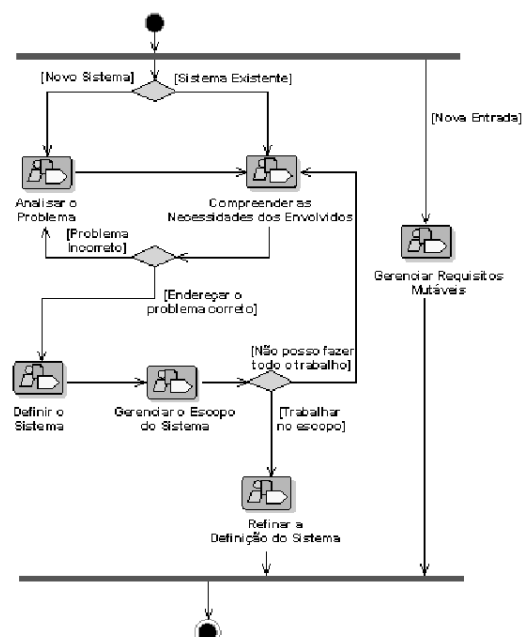 [Novo Sistema]
[Sistema Existente]
[Nova Entrada]
Analisar o
Problema
Compreender as
Necessidades dos Envolvidos
[Problema
Incorreto]
Gerenciar Requisitos
Mutáveis
[Endereçar o
problema correto]
[Não posso fazer
todo o trabalho]
Definir o
Sistema
Gerenciar o Escopo
do Sistema
[Trabalhar
no escopo]
Refinar a
Definição do Sistema